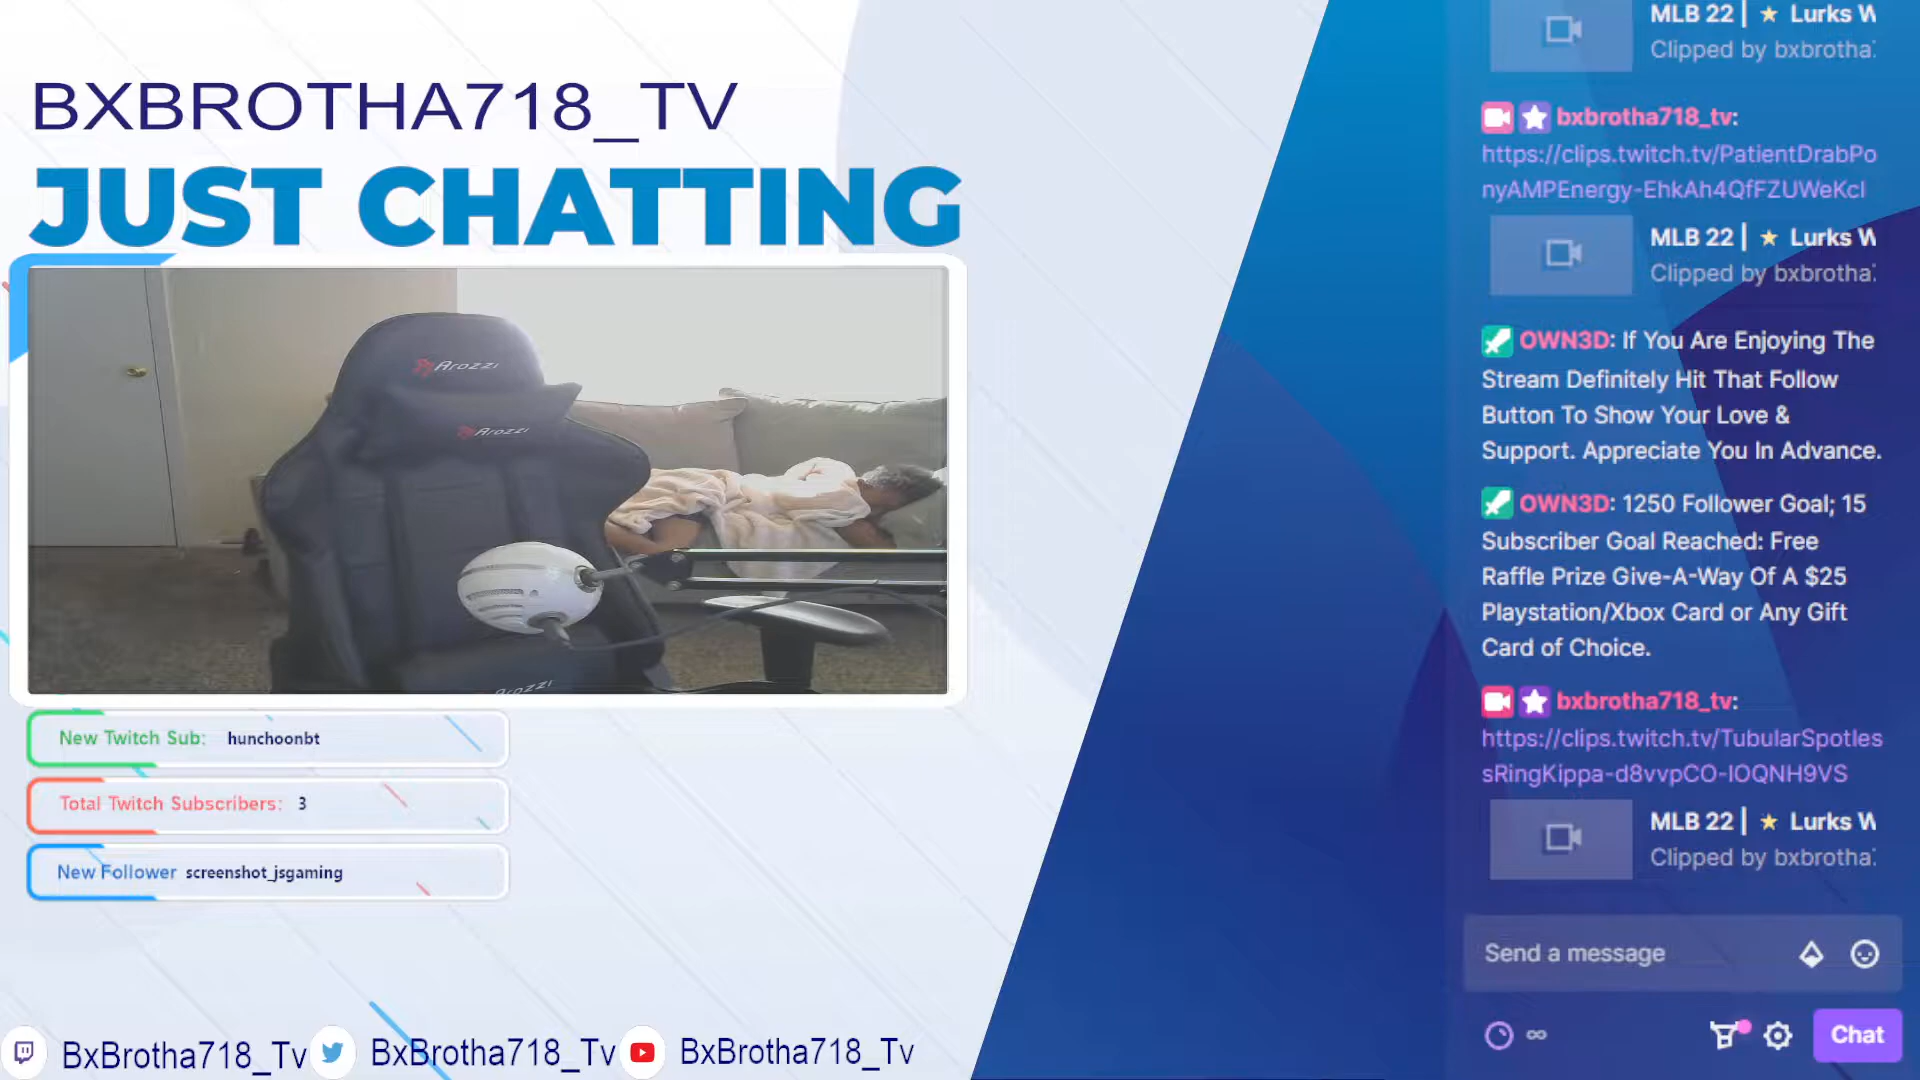 BXBROTHA718_TV
JUST CHATTING
Arozzi
Arozzi
Arozzi
New Twitch Sub: hunchoonbt
Total Twitch Subscribers: 3
New Follower screenshot_jsgaming
BxBrotha718_Tv BxBrotha718_Tv BxBrotha718_Tv
MLB 22 | ★ Lurks W
Clipped by bxbrotha
bxbrotha718_tv:
https://clips.twitch.tv/PatientDrabPo
nyAMPEnergy-EhkAh4QfFZUWeKcI
MLB 22 | ★ Lurks W
Clipped by bxbrotha
OWN3D: If You Are Enjoying The
Stream Definitely Hit That Follow
Button To Show Your Love &
Support. Appreciate You In Advance.
OWN3D: 1250 Follower Goal; 15
Subscriber Goal Reached: Free
Raffle Prize Give-A-Way Of A $25
Playstation/Xbox Card or Any Gift
Card of Choice.
bxbrotha718_tv:
https://clips.twitch.tv/TubularSpotles
sRingKippa-d8vvpCO-IOQNH9VS
MLB 22 | ★ Lurks W
Clipped by bxbrotha
Send a message
∞
Chat